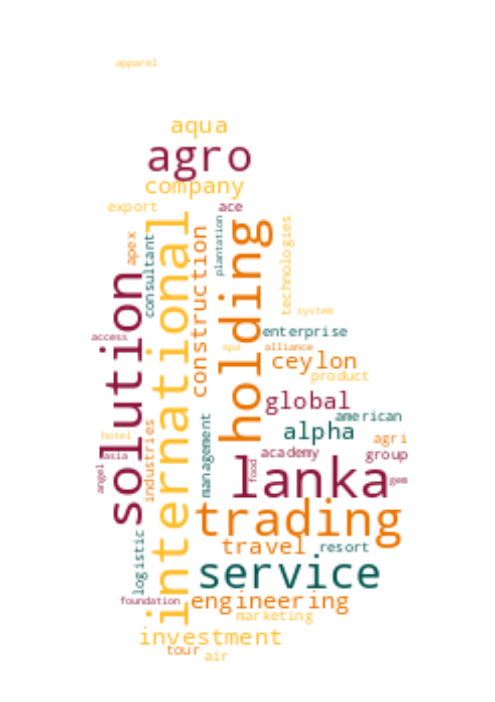 apparel
aqua
agro
company
export
ace
apex
consultant
international
construction
plantation
holding
technologies
system
solution
access
enterprise
spa
alliance
ceylon
product
global
american
alpha
agri
hotel
industries
management
asia
angel
academy
group
food
lanka
gem
trading
travel
resort
logistic
service
foundation
engineering
marketing
investment
tour
air